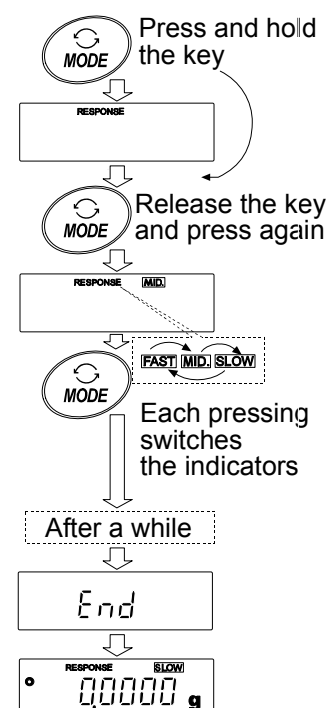 Press and hold
the key
MODE
RESPONSE
Release the key
and press again
MODE
RESPONSE MID.
FAST MID. SLOW
MODE
Each pressing
switches
the indicators
After a while
End
RESPONSE SLOW
0.0000 g